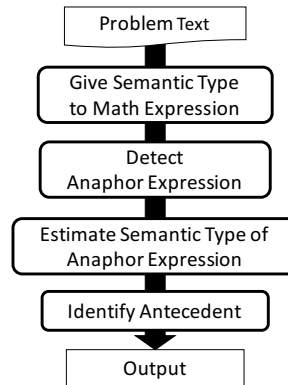 Problem Text
Give Semantic Type
to Math Expression
Detect
Anaphor Expression
Estimate Semantic Type of
Anaphor Expression
Identify Antecedent
Output